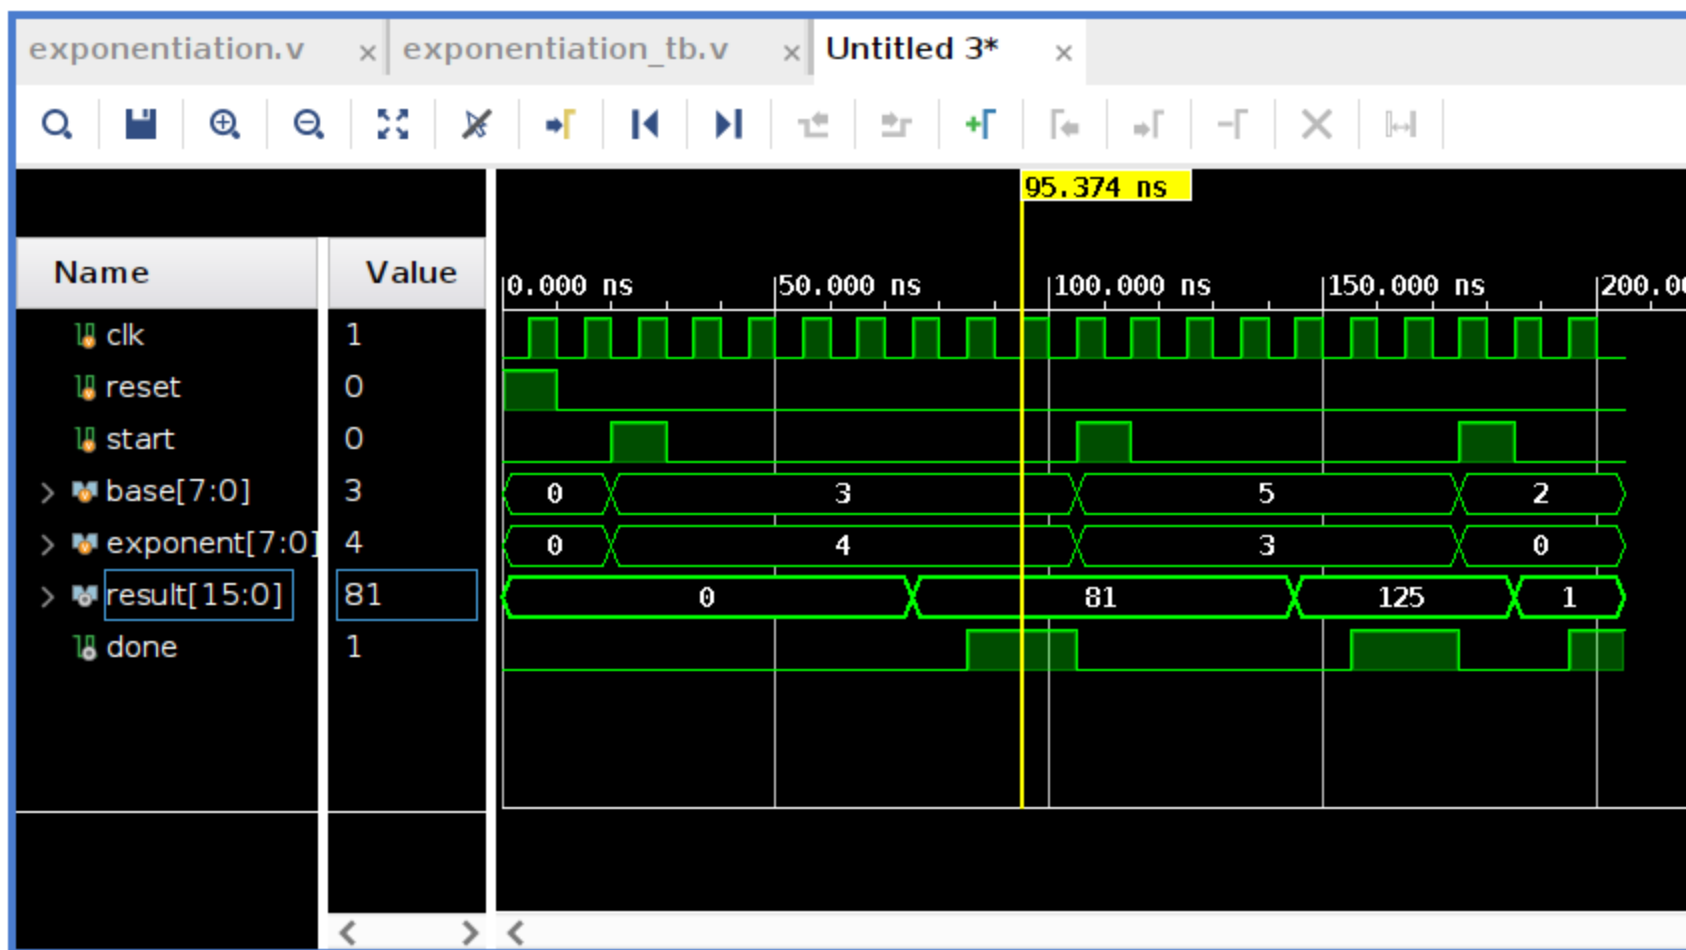 exponentiation.v × exponentiation_tb.v × Untitled 3* ×
95.374 ns
Name Value 0.000 ns 50.000 ns 100.000 ns 150.000 ns 200.0
clk 1
reset 0
start 0
base[7:0] 3 0 3 5 2
exponent[7:0] 4 0 4 3 0
result[15:0] 81 0 81 125 1
done 1